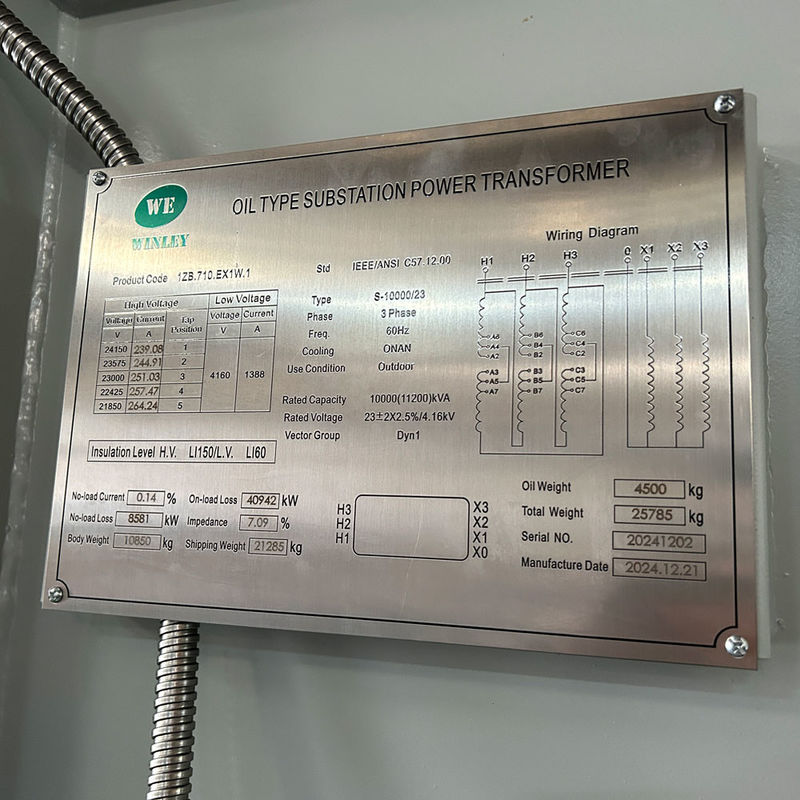 WE
WINLEY
OIL TYPE SUBSTATION POWER TRANSFORMER
Product Code 1ZB.710.EX1W.1
High Voltage Low Voltage
Voltage Current Tap Position Voltage Current
V A V A
24150 239.08 1
23575 244.91 2
23000 251.03 3 4160 1388
22425 257.47 4
21850 264.24 5
Insulation Level H.V. LI150/L.V. LI60
Std IEEE/ANSI C57.12.00
Type S-10000/23
Phase 3 Phase
Freq. 60Hz
Cooling ONAN
Use Condition Outdoor
Rated Capacity 10000(11200)kVA
Rated Voltage 23±2X2.5%/4.16kV
Vector Group Dyn1
Wiring Diagram
H1 H2 H3 0 X1 X2 X3
A6 B6 C6
A4 B4 C4
A2 B2 C2
A3 B3 C3
A5 B5 C5
A7 B7 C7
No-load Current 0.14 % On-load Loss 40942 kW
No-load Loss 8581 kW Impedance 7.09 %
Body Weight 10850 kg Shipping Weight 21285 kg
H3 X3
H2 X2
H1 X1
X0
Oil Weight 4500 kg
Total Weight 25785 kg
Serial NO. 20241202
Manufacture Date 2024.12.21